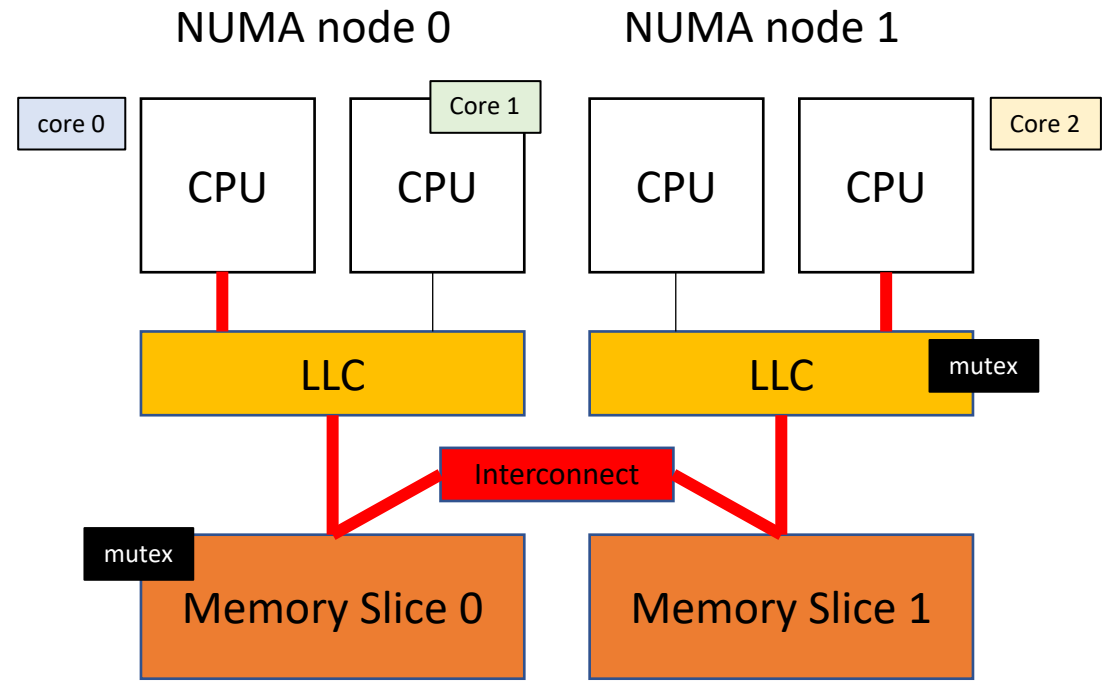 NUMA node 0
NUMA node 1
core 0
Core 1
Core 2
CPU
CPU
CPU
CPU
LLC
LLC
mutex
Interconnect
mutex
Memory Slice 0
Memory Slice 1